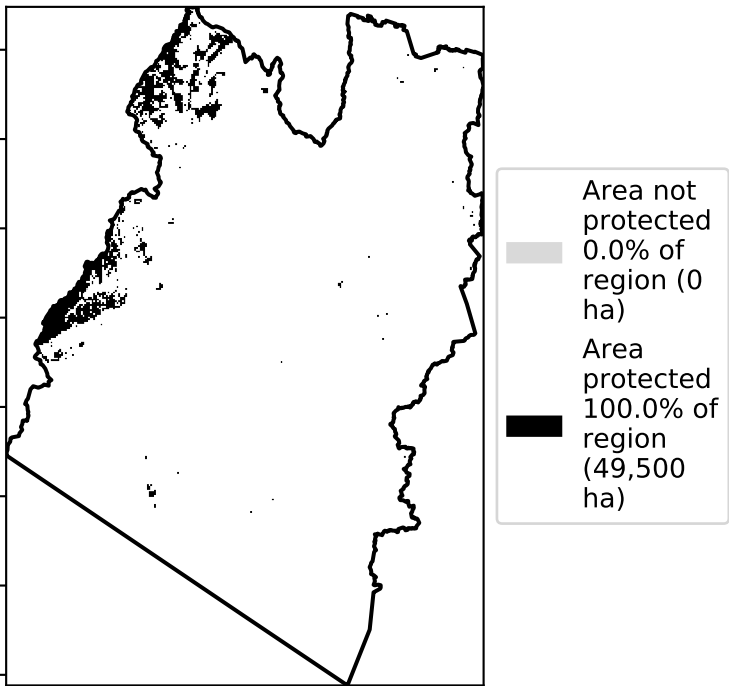 Area not
protected
0.0% of
region (0
ha)
Area
protected
100.0% of
region
(49,500
ha)